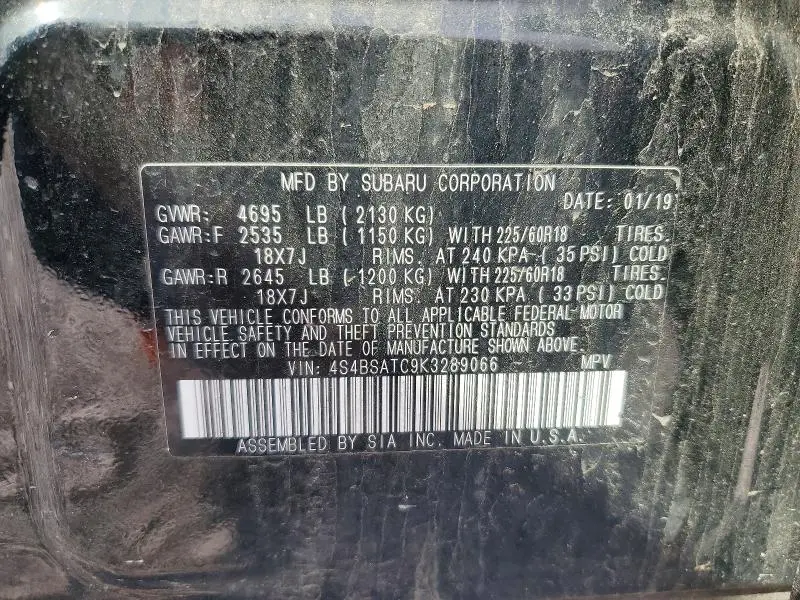 MFD BY SUBARU CORPORATION
DATE: 01/19
GVWR: 4695 LB ( 2130 KG)
GAWR:F 2535 LB ( 1150 KG) WITH 225/60R18 TIRES.
18X7J RIMS. AT 240 KPA ( 35 PSI) COLD
GAWR:R 2645 LB ( 1200 KG) WITH 225/60R18 TIRES.
18X7J RIMS. AT 230 KPA ( 33 PSI) COLD
THIS VEHICLE CONFORMS TO ALL APPLICABLE FEDERAL MOTOR
VEHICLE SAFETY AND THEFT PREVENTION STANDARDS
IN EFFECT ON THE DATE OF MANUFACTURE SHOWN ABOVE.
VIN: 4S4BSATC9K3289066 MPV
ASSEMBLED BY SIA INC. MADE IN U.S.A.